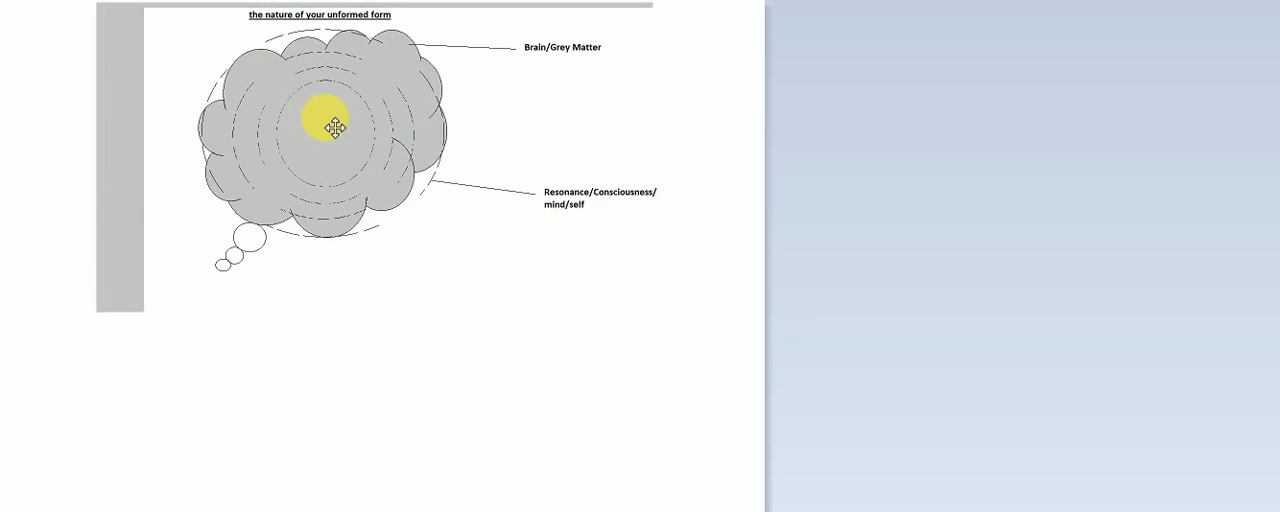 the nature of your unformed form
Brain/Grey Matter
Resonance/Consciousness/
mind/self